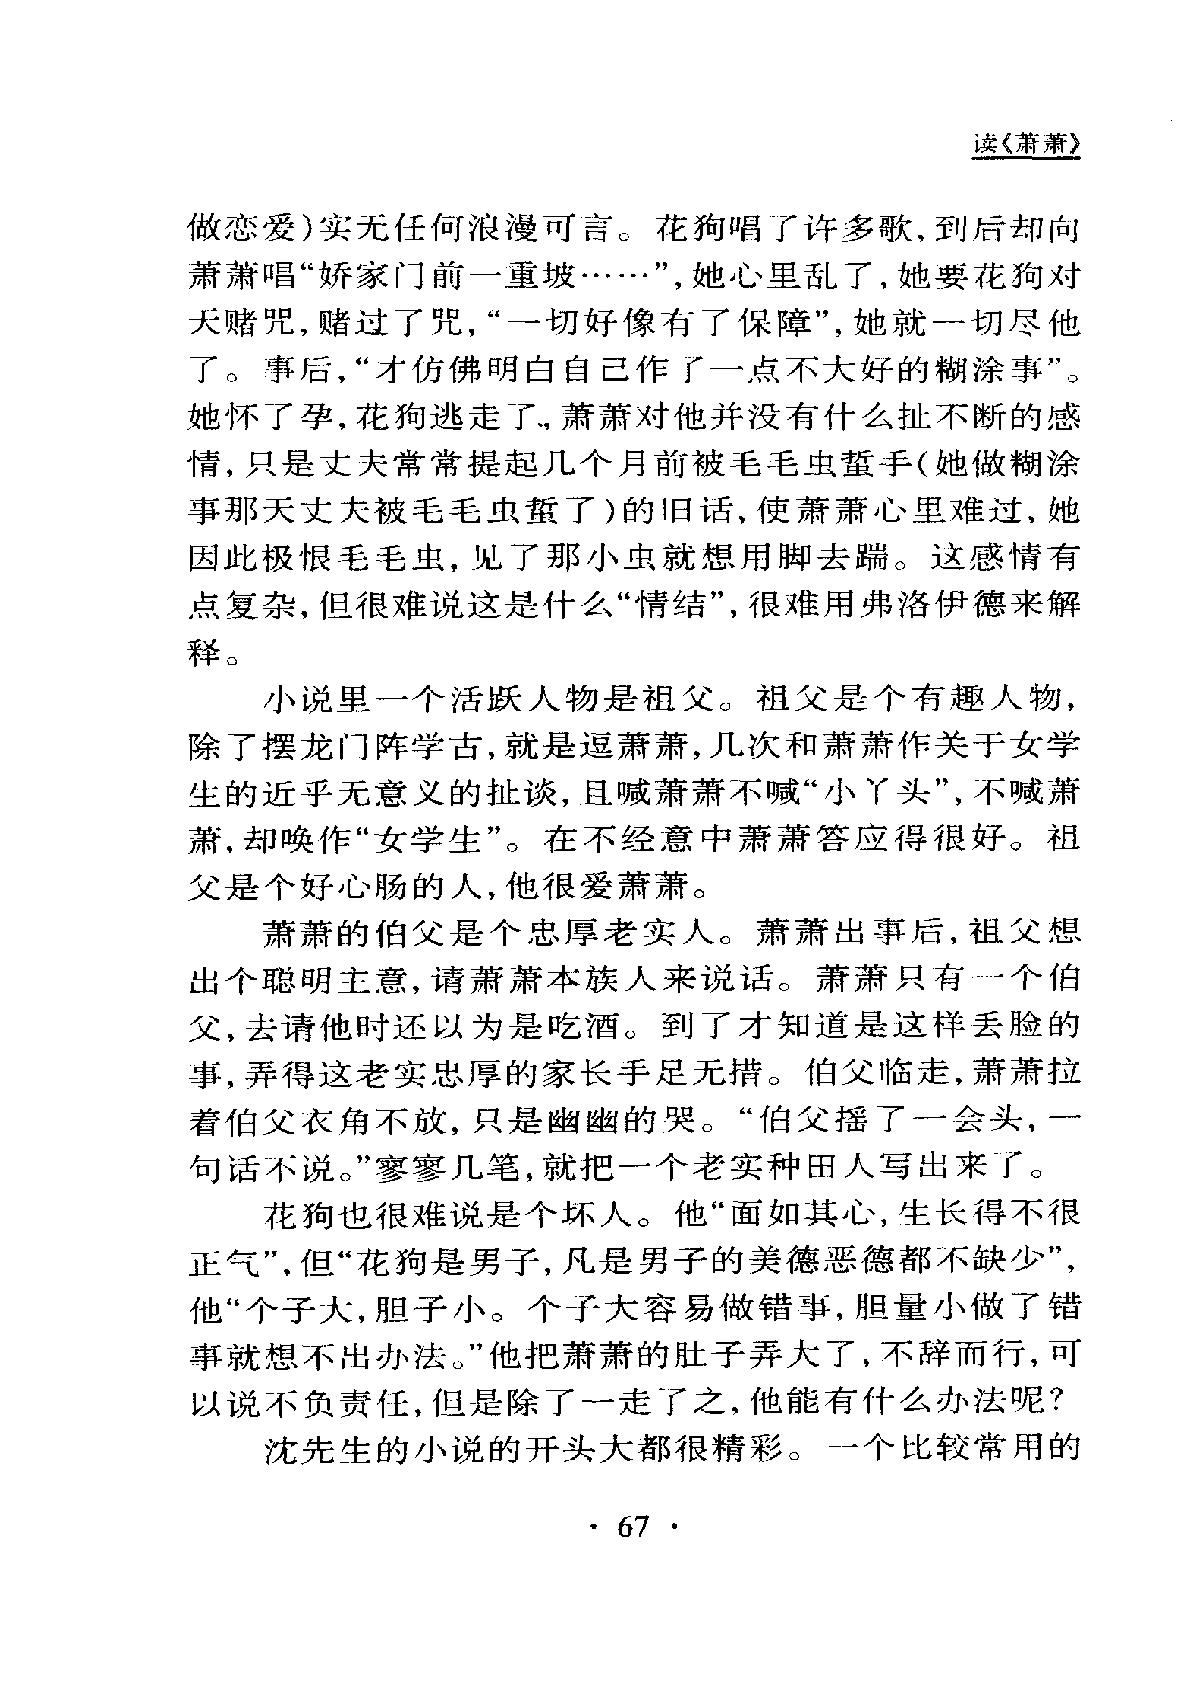 读《萧萧》
做恋爱)实无任何浪漫可言。花狗唱了许多歌,到后却向
萧萧唱“娇家门前一重坡……”,她心里乱了,她要花狗对
天赌咒,赌过了咒,“一切好像有了保障”,她就一切尽他
了。事后,“才仿佛明白自己作了一点不大好的糊涂事”。
她怀了孕,花狗逃走了,萧萧对他并没有什么扯不断的感
情,只是丈夫常常提起几个月前被毛毛虫蜇手(她做糊涂
事那天丈夫被毛毛虫蜇了)的旧话,使萧萧心里难过,她
因此极恨毛毛虫,见了那小虫就想用脚去踹。这感情有
点复杂,但很难说这是什么“情结”,很难用弗洛伊德来解
释。
小说里一个活跃人物是祖父。祖父是个有趣人物,
除了摆龙门阵学古,就是逗萧萧,几次和萧萧作关于女学
生的近乎无意义的扯谈,且喊萧萧不喊“小丫头”,不喊萧
萧,却唤作“女学生”。在不经意中萧萧答应得很好。祖
父是个好心肠的人,他很爱萧萧。
萧萧的伯父是个忠厚老实人。萧萧出事后,祖父想
出个聪明主意,请萧萧本族人来说话。萧萧只有一个伯
父,去请他时还以为是吃酒。到了才知道是这样丢脸的
事,弄得这老实忠厚的家长手足无措。伯父临走,萧萧拉
着伯父衣角不放,只是幽幽的哭。“伯父摇了一会头,一
句话不说。”寥寥几笔,就把一个老实种田人写出来了。
花狗也很难说是个坏人。他“面如其心,生长得不很
正气”,但“花狗是男子,凡是男子的美德恶德都不缺少”,
他“个子大,胆子小。个子大容易做错事,胆量小做了错
事就想不出办法。”他把萧萧的肚子弄大了,不辞而行,可
以说不负责任,但是除了一走了之,他能有什么办法呢?
沈先生的小说的开头大都很精彩。一个比较常用的
· 67 ·